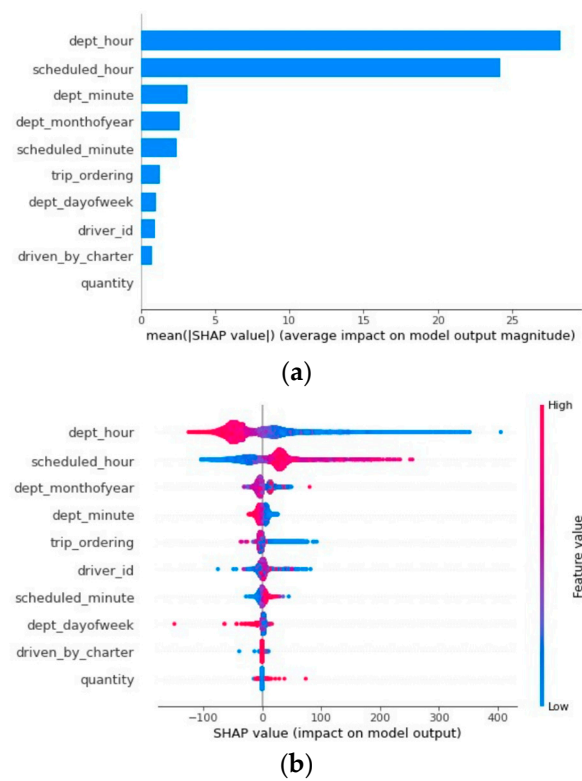 dept_hour
scheduled_hour
dept_minute
dept_monthofyear
scheduled_minute
trip_ordering
dept_dayofweek
driver_id
driven_by_charter
quantity
0 5 10 15 20 25
mean(|SHAP value|) (average impact on model output magnitude)
(a)
High
dept_hour
scheduled_hour
dept_monthofyear
dept_minute
trip_ordering
driver_id
scheduled_minute
dept_dayofweek
driven_by_charter
quantity
Feature value
Low
−100 0 100 200 300 400
SHAP value (impact on model output)
(b)